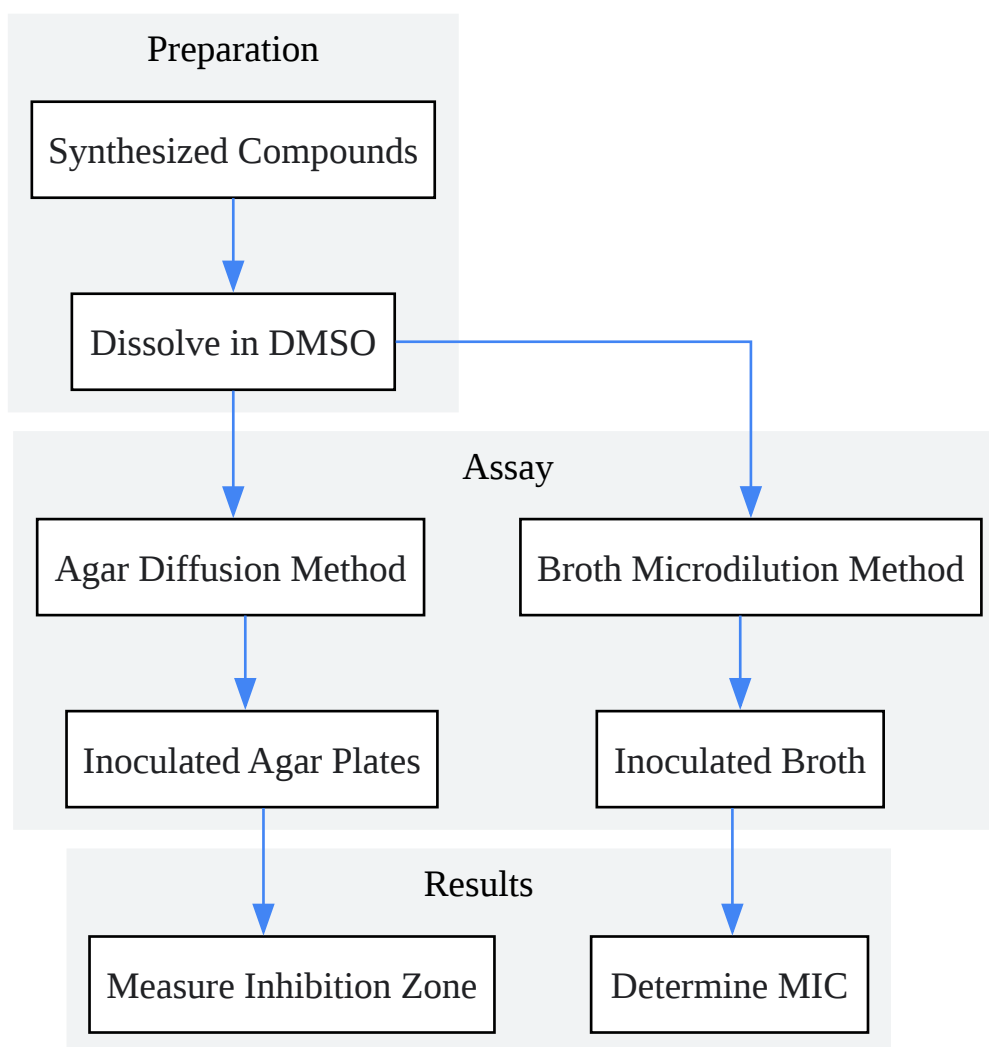 Preparation
Synthesized Compounds
Dissolve in DMSO
Assay
Agar Diffusion Method
Broth Microdilution Method
Inoculated Agar Plates
Inoculated Broth
Results
Measure Inhibition Zone
Determine MIC